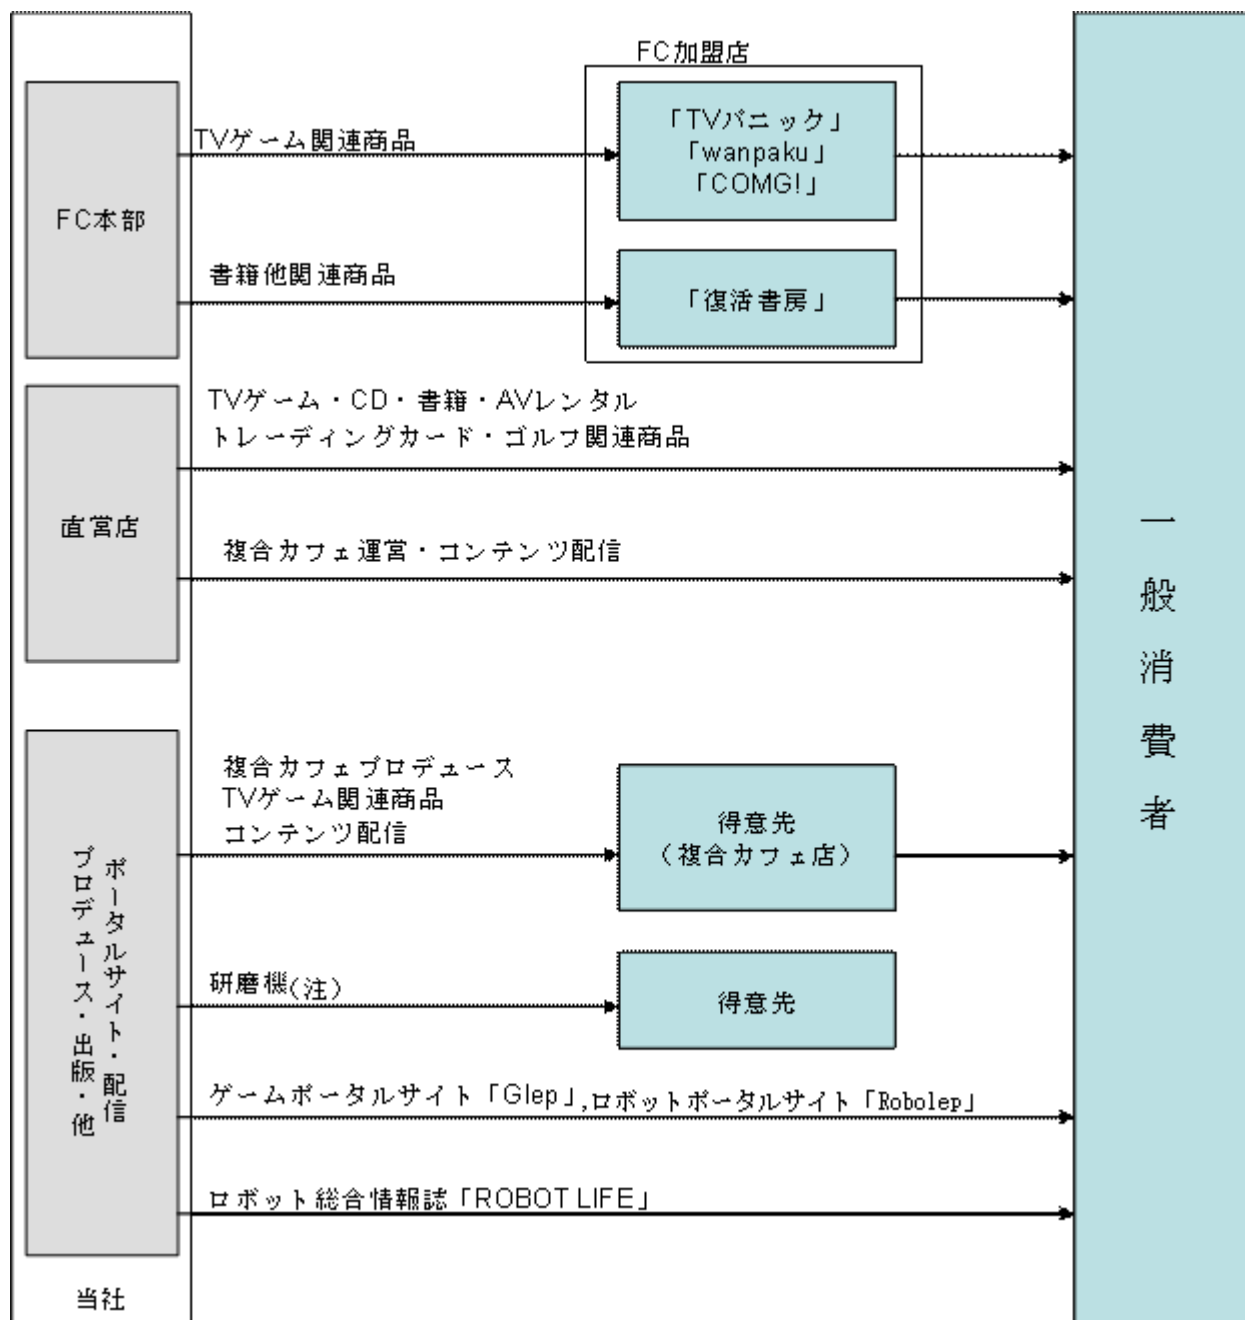 FC加盟店
「TVパニック」
「wanpaku」
「COMG!」
TVゲーム関連商品
FC本部
書籍他関連商品
「復活書房」
TVゲーム・CD・書籍・AVレンタル
トレーディングカード・ゴルフ関連商品
直営店
複合カフェ運営・コンテンツ配信
一般消費者
複合カフェプロデュース
TVゲーム関連商品
コンテンツ配信
得意先
（複合カフェ店）
ポータルサイト・配信
プロデュース・出版・他
研磨機(注)
得意先
ゲームポータルサイト「Glep」,ロボットポータルサイト「Robolep」
ロボット総合情報誌「ROBOT LIFE」
当社